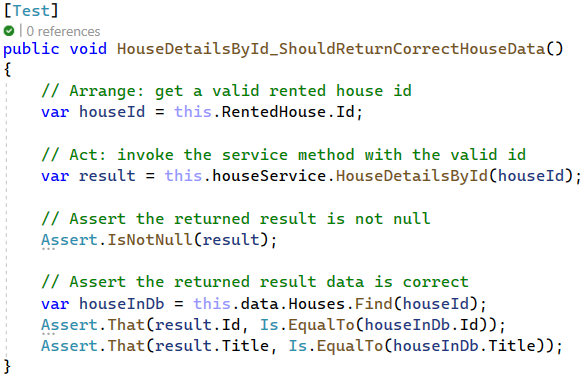 [Test]
| 0 references
public void HouseDetailsById_ShouldReturnCorrectHouseData()
{
    // Arrange: get a valid rented house id
    var houseId = this.RentedHouse.Id;

    // Act: invoke the service method with the valid id
    var result = this.houseService.HouseDetailsById(houseId);

    // Assert the returned result is not null
    Assert.IsNotNull(result);

    // Assert the returned result data is correct
    var houseInDb = this.data.Houses.Find(houseId);
    Assert.That(result.Id, Is.EqualTo(houseInDb.Id));
    Assert.That(result.Title, Is.EqualTo(houseInDb.Title));
}